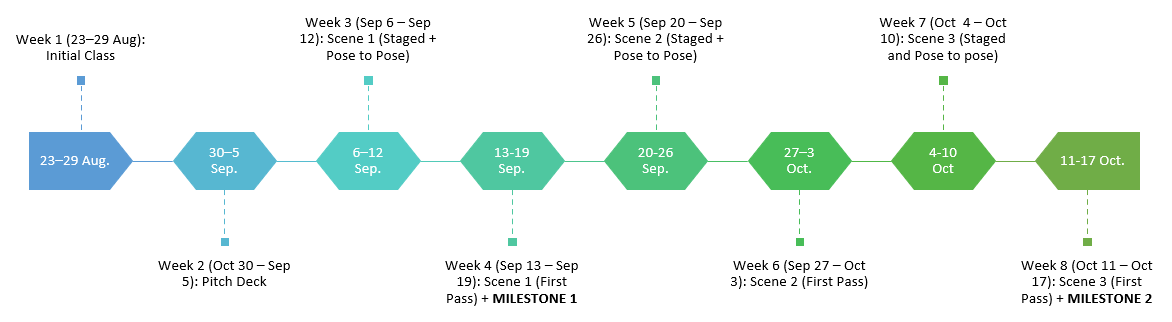 Week 1 (23–29 Aug):
Initial Class
Week 3 (Sep 6 – Sep
12): Scene 1 (Staged +
Pose to Pose)
Week 5 (Sep 20 – Sep
26): Scene 2 (Staged +
Pose to Pose)
Week 7 (Oct  4 – Oct
10): Scene 3 (Staged
and Pose to pose)
23–29 Aug.
30–5
Sep.
6–12
Sep.
13-19
Sep.
20-26
Sep.
27–3
Oct.
4-10
Oct
11-17 Oct.
Week 2 (Oct 30 – Sep
5): Pitch Deck
Week 4 (Sep 13 – Sep
19): Scene 1 (First
Pass) + MILESTONE 1
Week 6 (Sep 27 – Oct
3): Scene 2 (First Pass)
Week 8 (Oct 11 – Oct
17): Scene 3 (First
Pass) + MILESTONE 2